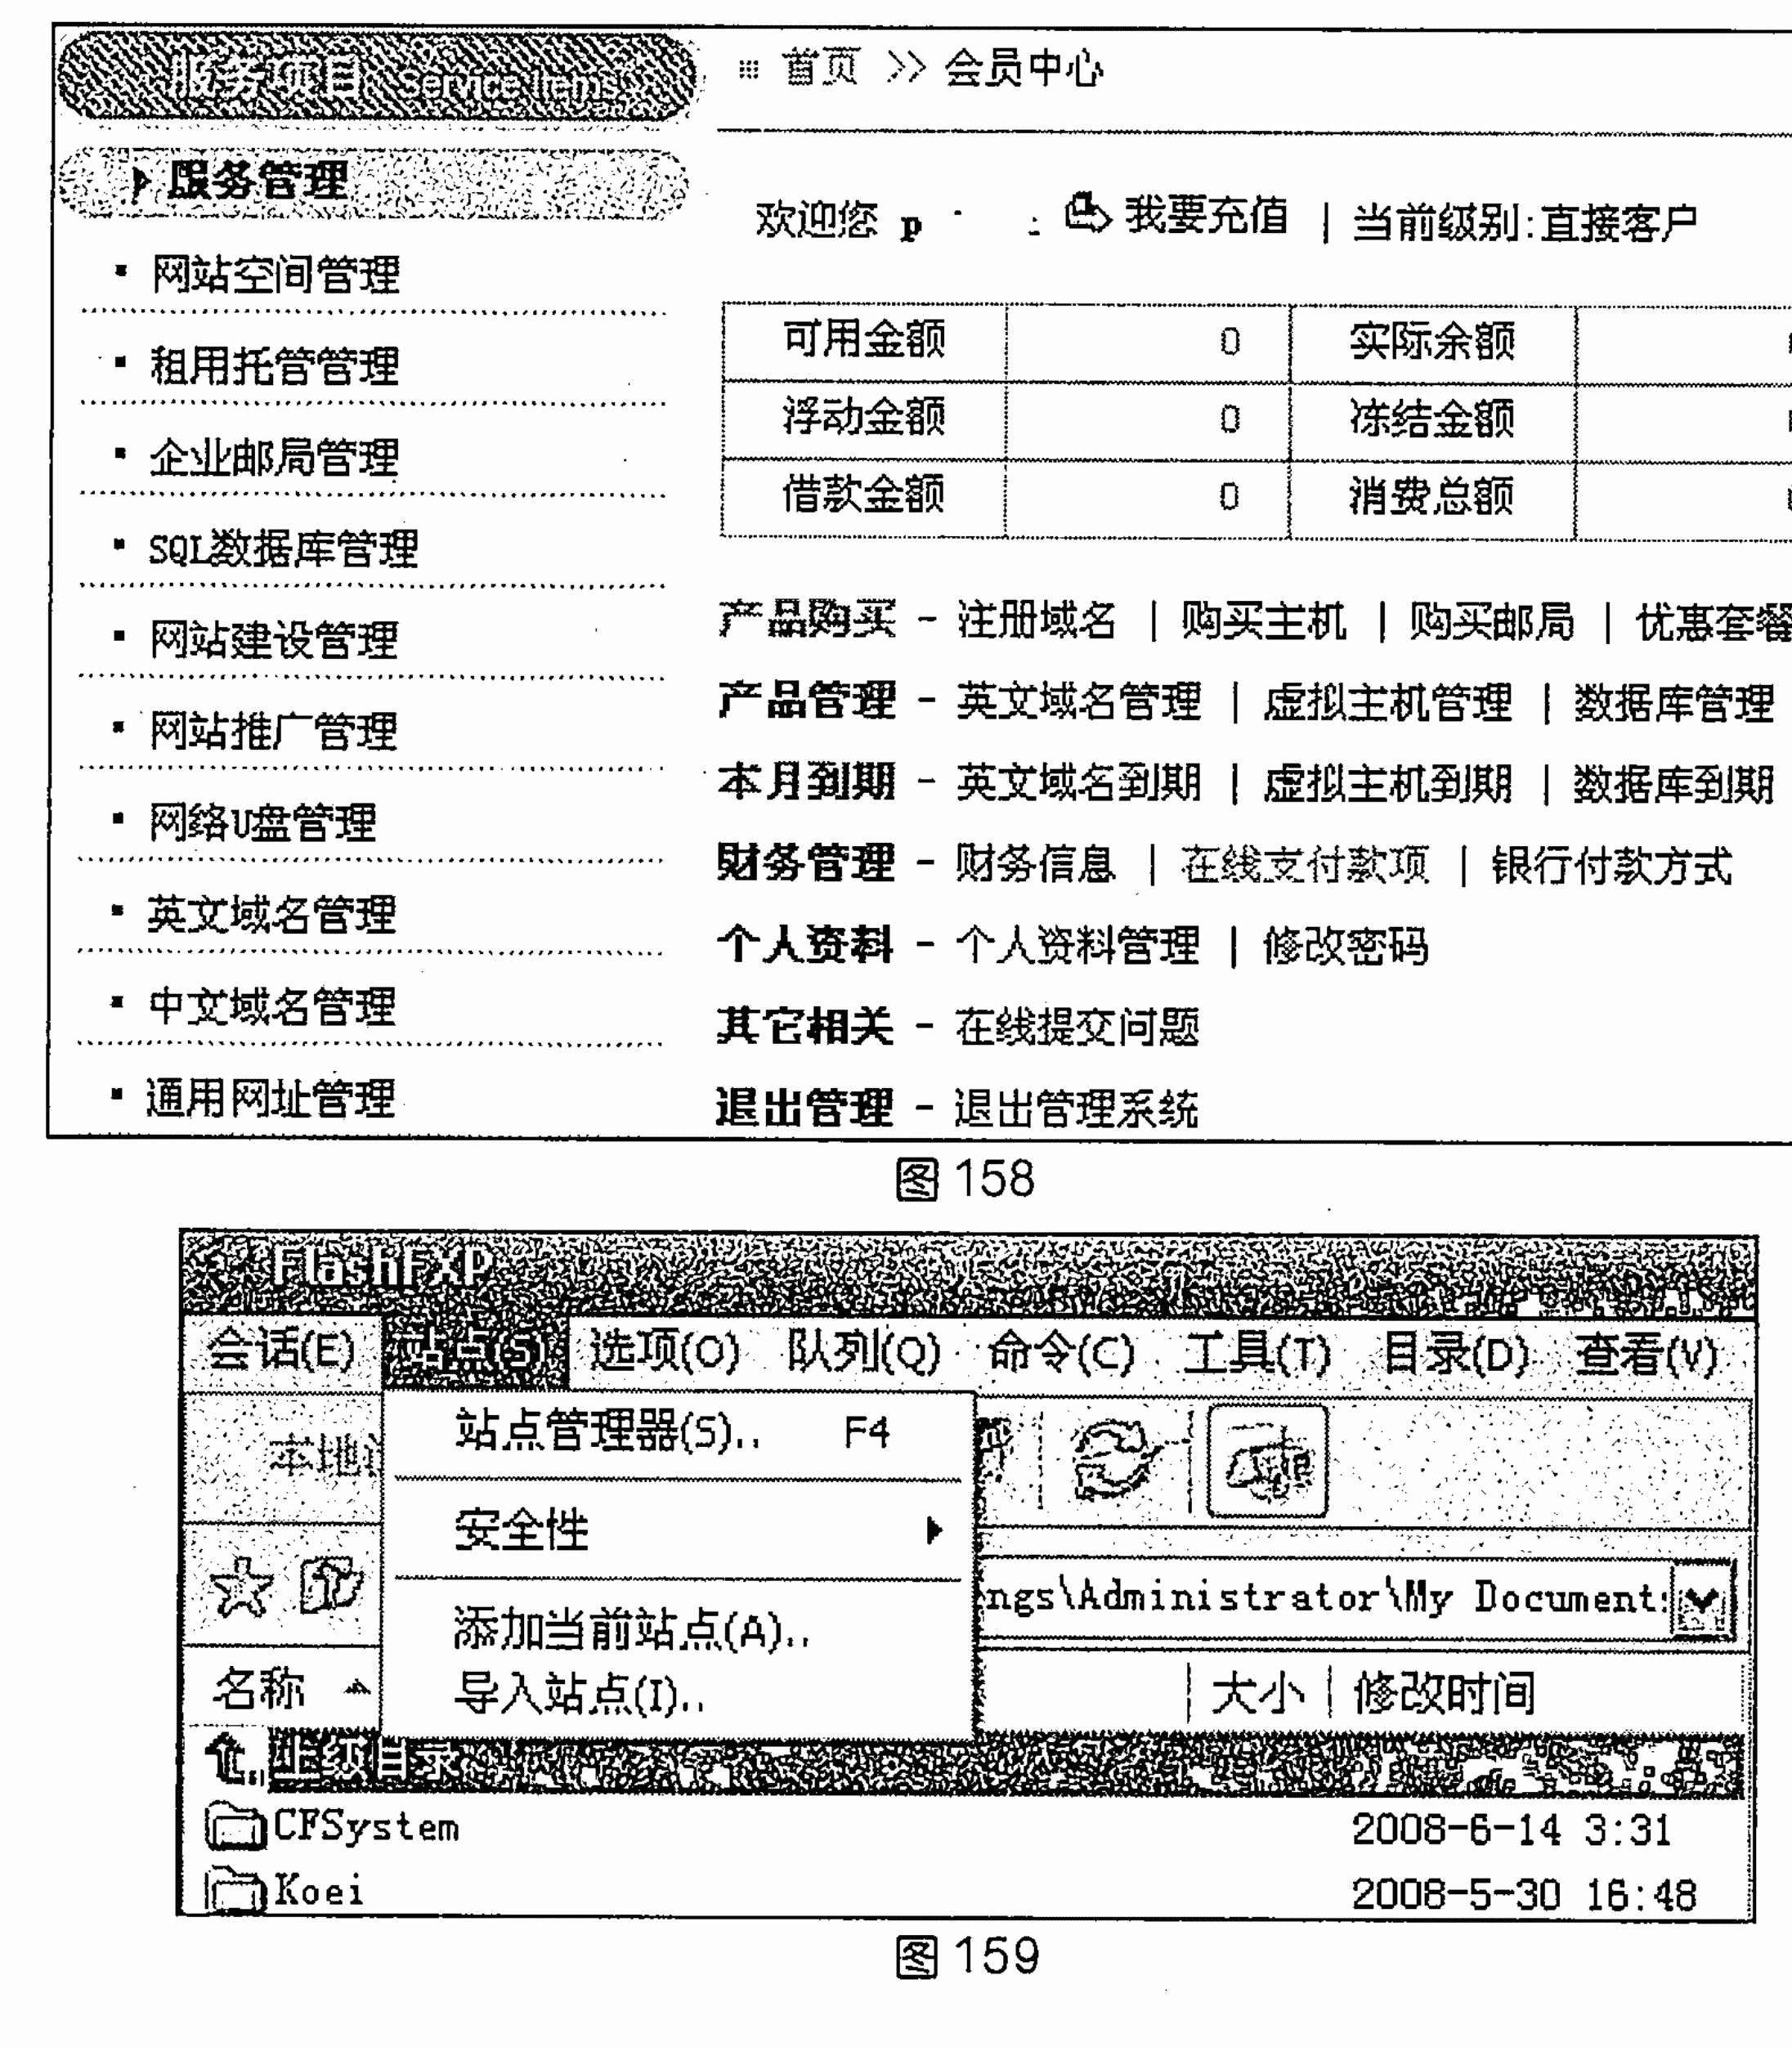 服务项目 Service Items
服务管理
网站空间管理
租用托管管理
企业邮局管理
SQL数据库管理
网站建设管理
网站推广管理
网络U盘管理
英文域名管理
中文域名管理
通用网址管理
首页 >> 会员中心
欢迎您 p 我要充值 | 当前级别:直接客户
可用金额 0 实际余额
浮动金额 0 冻结金额
借款金额 0 消费总额
产品购买 - 注册域名 | 购买主机 | 购买邮局 | 优惠套餐
产品管理 - 英文域名管理 | 虚拟主机管理 | 数据库管理
本月到期 - 英文域名到期 | 虚拟主机到期 | 数据库到期
财务管理 - 财务信息 | 在线支付款项 | 银行付款方式
个人资料 - 个人资料管理 | 修改密码
其它相关 - 在线提交问题
退出管理 - 退出管理系统
图 158
FlashFXP
会话(E) 站点(S) 选项(O) 队列(Q) 命令(C) 工具(T) 目录(D) 查看(V)
站点管理器(S).. F4
本地
安全性
ngs\Administrator\My Document
添加当前站点(A)..
导入站点(I)..
名称 大小 修改时间
上级目录
CFSystem 2008-6-14 3:31
Koei 2008-5-30 16:48
图 159